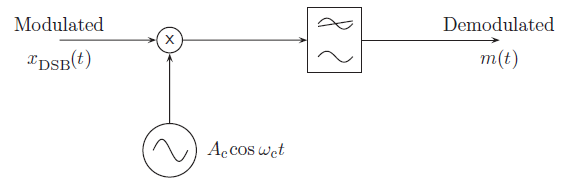 Modulated
x_DSB(t)
X
A_c cos ω_c t
Demodulated
m(t)